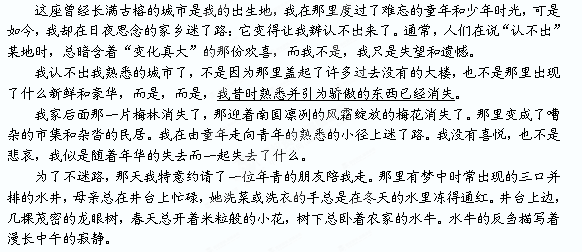 这座曾经长满古榕的城市是我的出生地，我在那里度过了难忘的童年和少年时光，可是
如今，我却在日夜思念的家乡迷了路：它变得让我辨认不出来了。通常，人们在说“认不出”
某地时，总暗含着“变化真大”的那份欢喜，而我不是，我只是失望和遗憾。
我认不出我熟悉的城市了，不是因为那里盖起了许多过去没有的大楼，也不是那里出现
了什么新鲜和豪华，而是，而是，我昔时熟悉并引为骄傲的东西已经消失。
我家后面那一片梅林消失了，那迎着南国凛冽的风霜绽放的梅花消失了。那里变成了嘈
杂的市集和杂沓的民居。我在由童年走向青年的熟悉的小径上迷了路。我没有喜悦，也不是
悲哀，我似是随着年华的失去而一起失去了什么。
为了不迷路，那天我特意约请了一位年青的朋友陪我走。那里有梦中时常出现的三口并
排的水井，母亲总在井台上忙碌，她洗菜或洗衣的手总是在冬天的水里冻得通红。井台上边，
几棵茂密的龙眼树，春天总开着米粒般的小花，树下总卧着农家的水牛。水牛的反刍描写着
漫长中午的寂静。